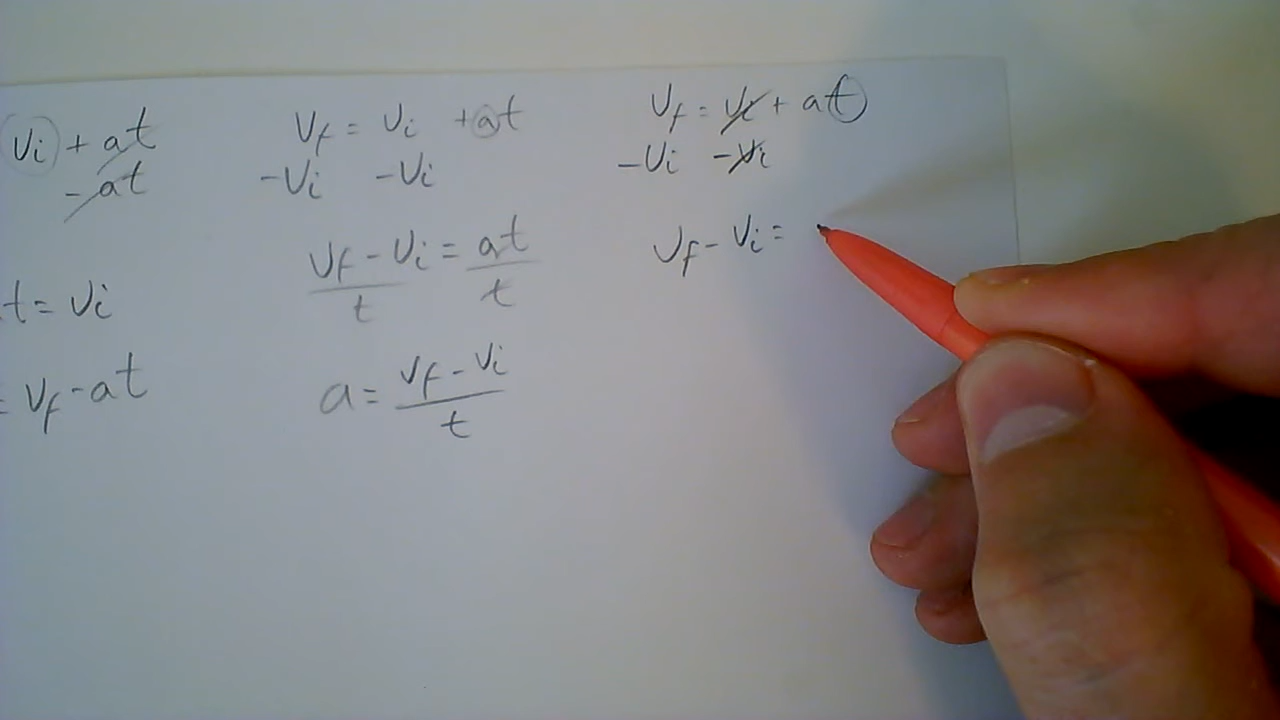 vi + at
- at
t = vi
= vf - at
vf = vi + at
- vi - vi
vf - vi = at
t t
a = vf - vi
t
vf = vi + at
- vi - vi
vf - vi =